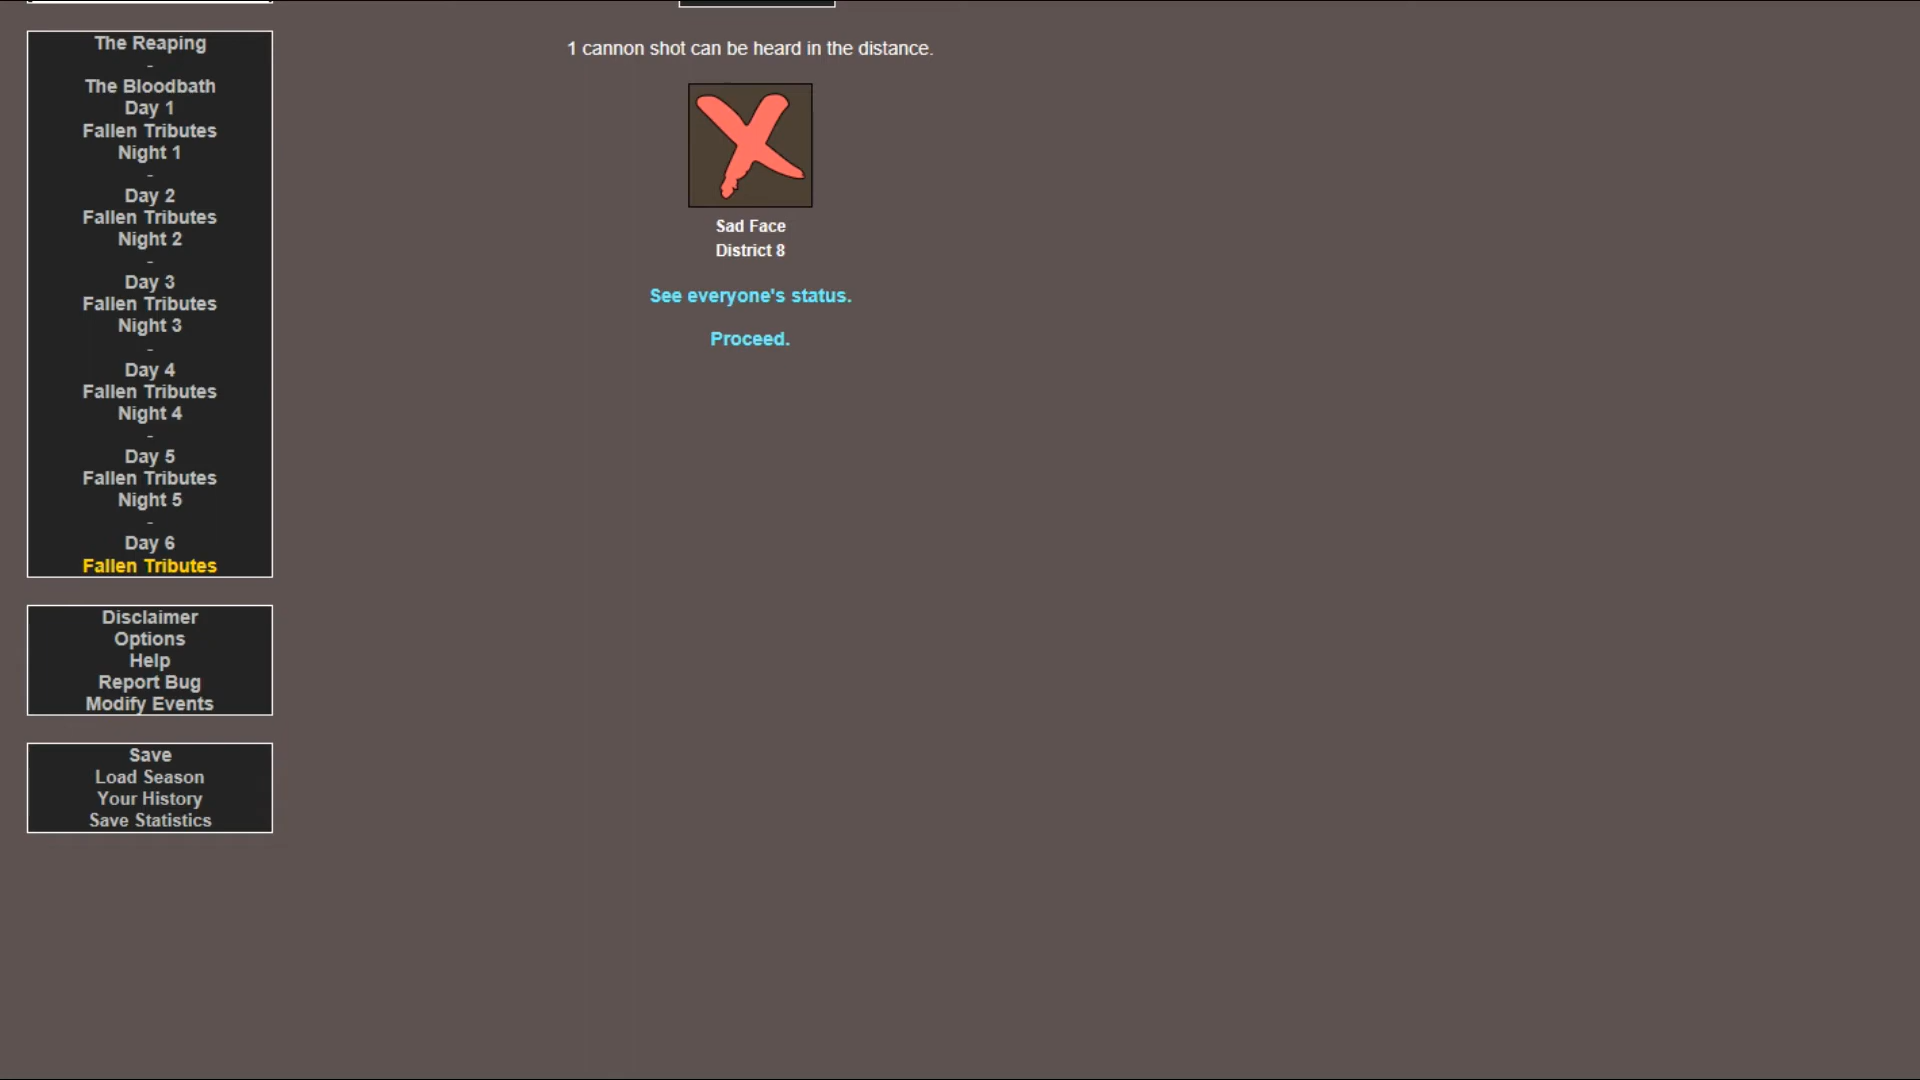 The Reaping
-
The Bloodbath
Day 1
Fallen Tributes
Night 1
-
Day 2
Fallen Tributes
Night 2
-
Day 3
Fallen Tributes
Night 3
-
Day 4
Fallen Tributes
Night 4
-
Day 5
Fallen Tributes
Night 5
-
Day 6
Fallen Tributes
Disclaimer
Options
Help
Report Bug
Modify Events
Save
Load Season
Your History
Save Statistics
1 cannon shot can be heard in the distance.
Sad Face
District 8
See everyone's status.
Proceed.